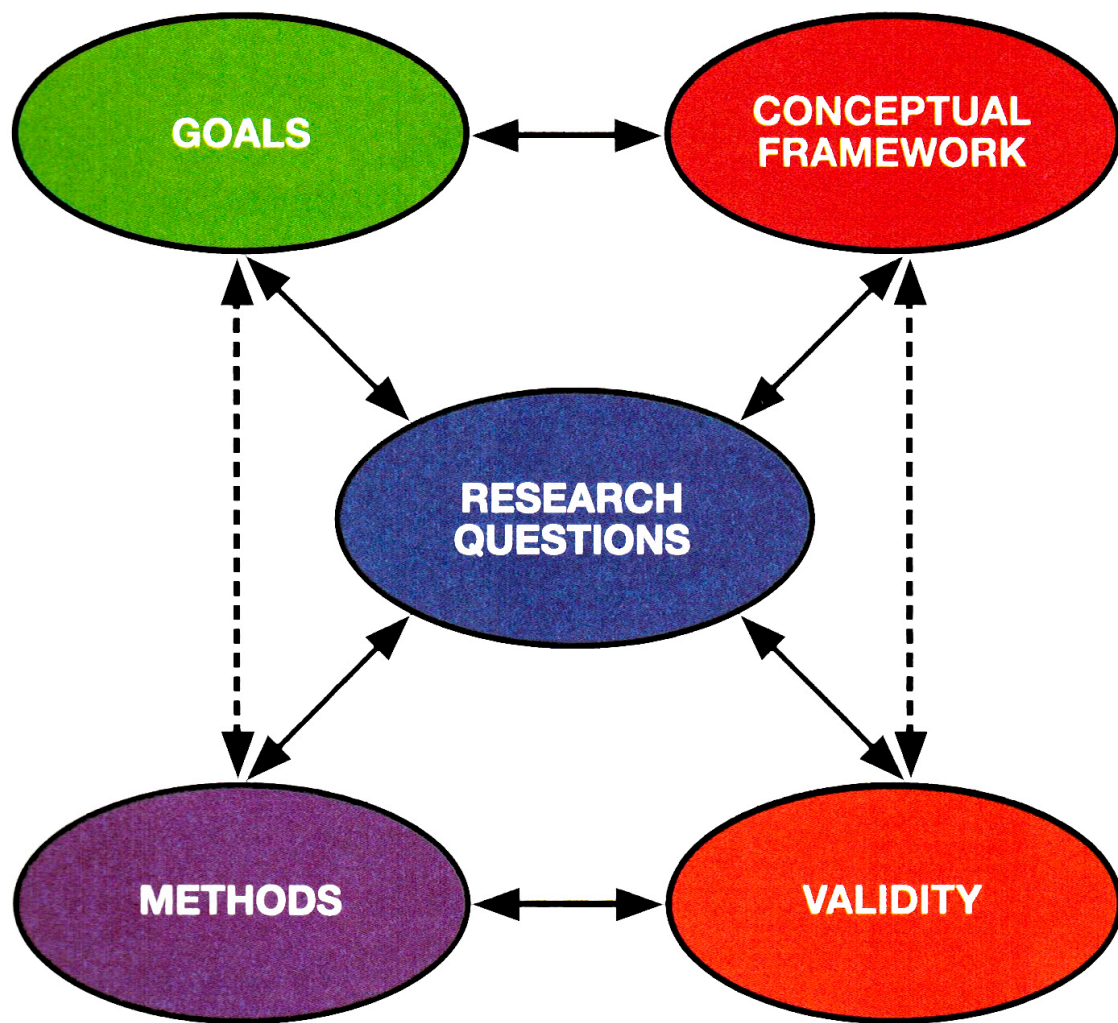 GOALS
CONCEPTUAL
FRAMEWORK
RESEARCH
QUESTIONS
METHODS
VALIDITY